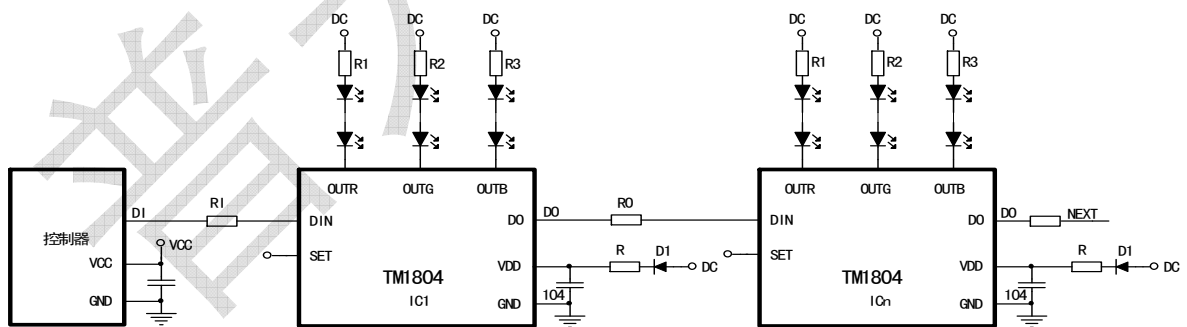 DC DC DC DC DC DC
R1 R2 R3 R1 R2 R3
OUTR OUTG OUTB OUTR OUTG OUTB
DI RI DIN DO DO RO DIN DO DO NEXT
控制器 VCC SET R D1 SET R D1
VCC VDD DC VDD DC
TM1804 TM1804
GND IC1 104 GND ICn 104 GND